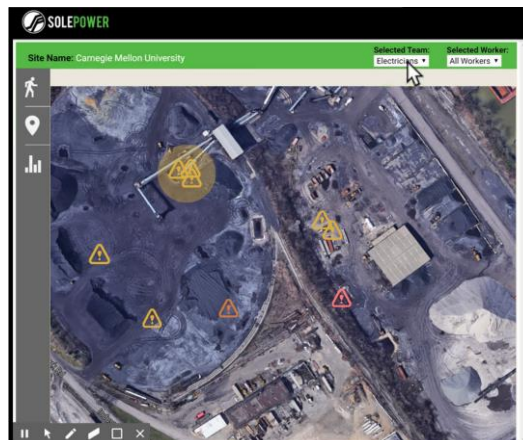 SOLEPOWER
Site Name: Carnegie Mellon University
Selected Team:
Electricians
Selected Worker:
All Workers